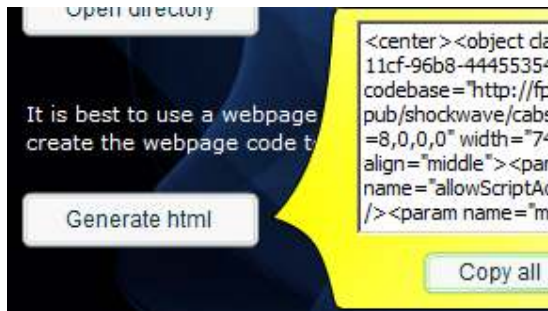 Open directory
It is best to use a webpage
create the webpage code t
Generate html
<center><object cla
11cf-96b8-44455354
codebase="http://fp
pub/shockwave/cabs
=8,0,0,0" width="74
align="middle"><par
name="allowScriptAc
/><param name="m
Copy all